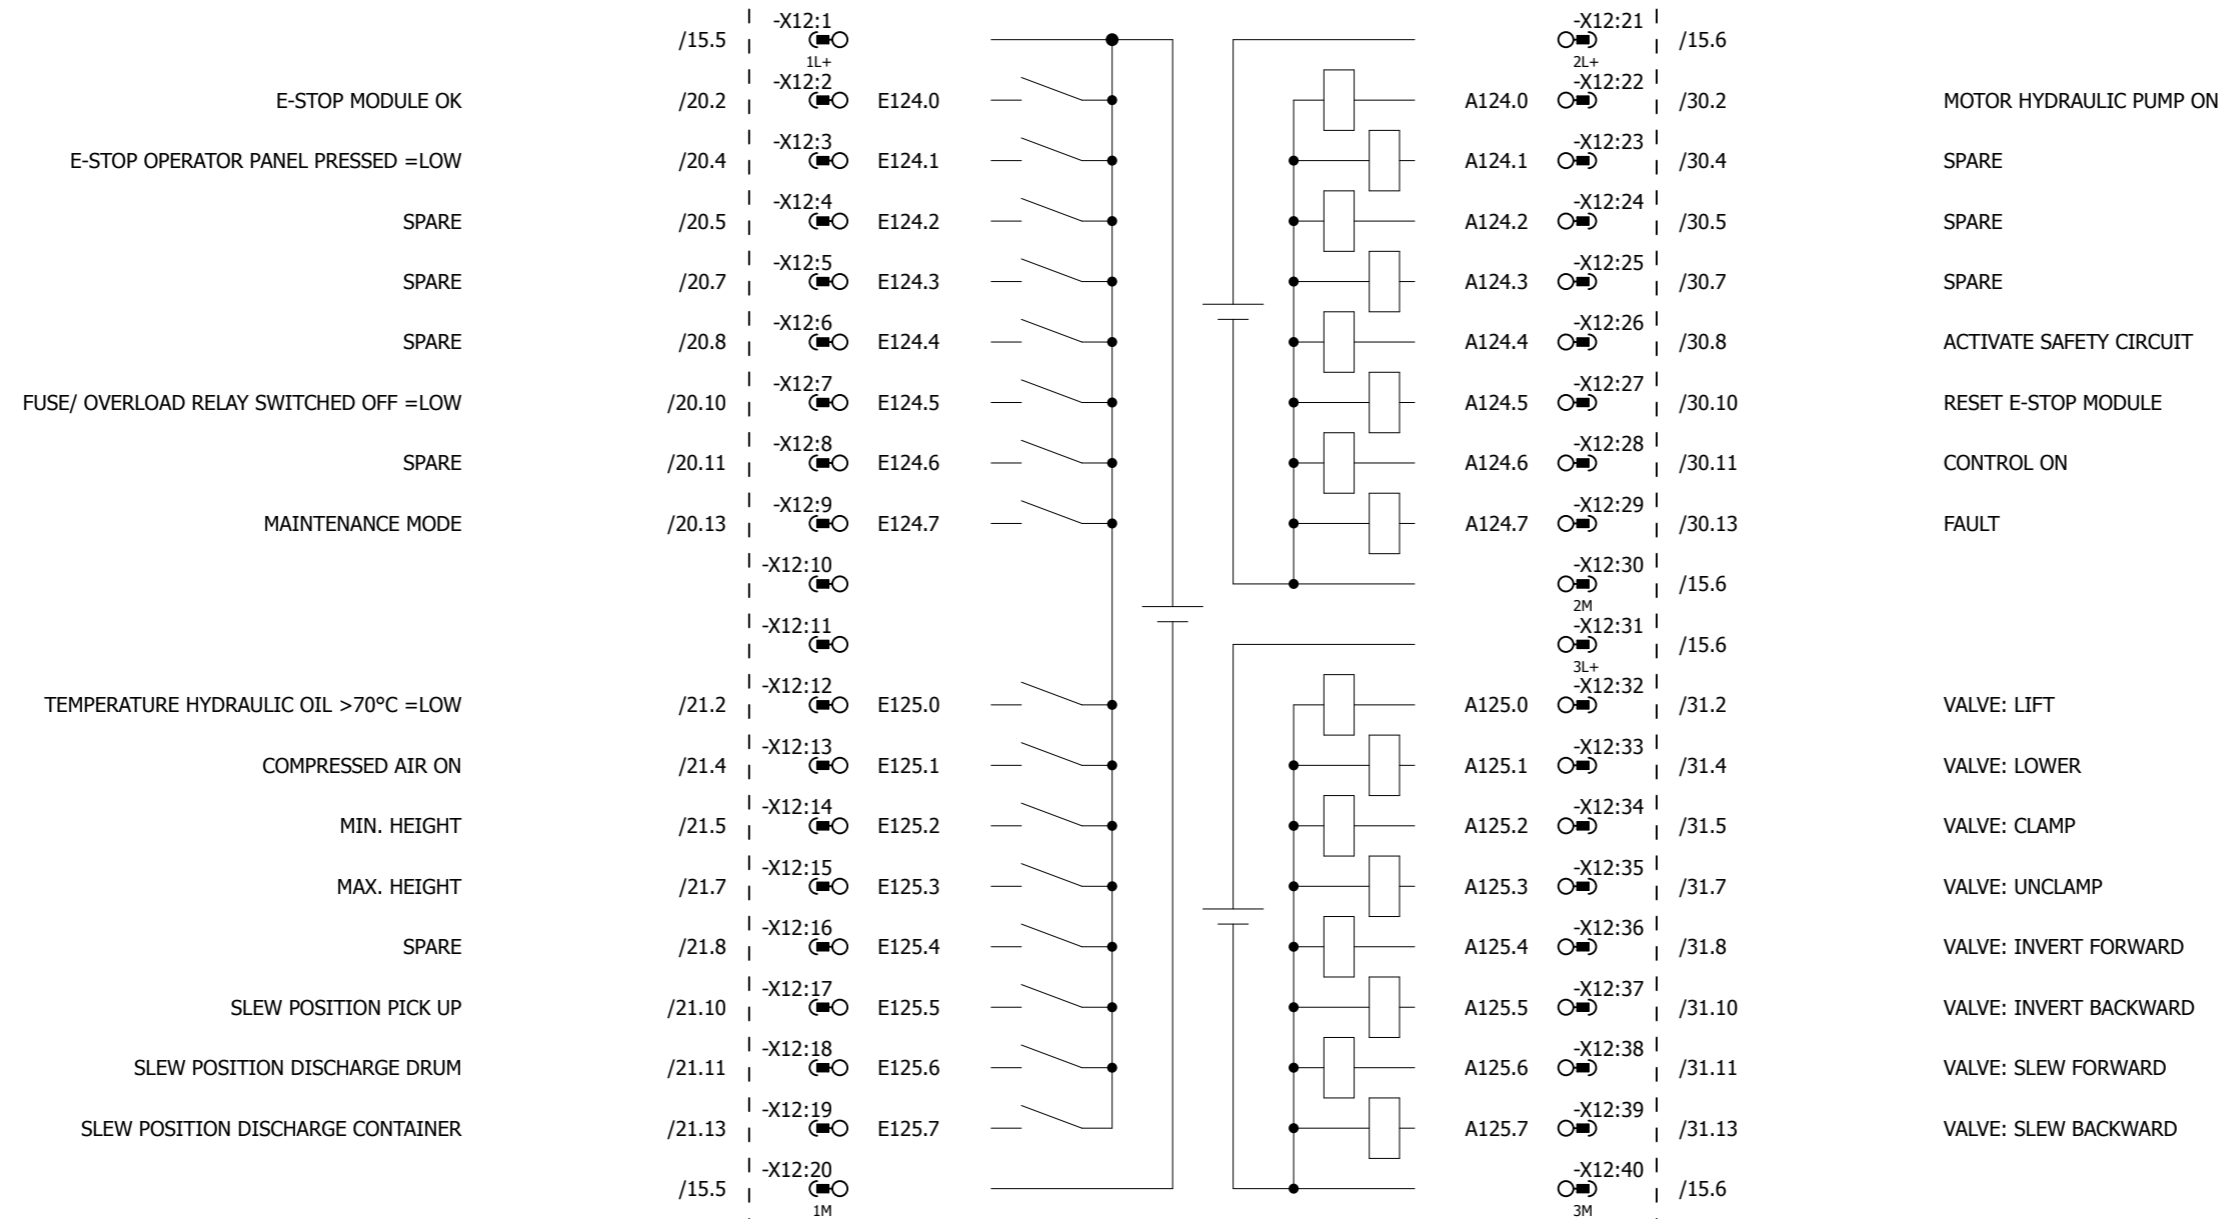 -X12:1 -X12:21
/15.5 /15.6
1L+ 2L+
-X12:2 -X12:22
E-STOP MODULE OK /20.2 E124.0 A124.0 /30.2 MOTOR HYDRAULIC PUMP ON
-X12:3 -X12:23
E-STOP OPERATOR PANEL PRESSED =LOW /20.4 E124.1 A124.1 /30.4 SPARE
-X12:4 -X12:24
SPARE /20.5 E124.2 A124.2 /30.5 SPARE
-X12:5 -X12:25
SPARE /20.7 E124.3 A124.3 /30.7 SPARE
-X12:6 -X12:26
SPARE /20.8 E124.4 A124.4 /30.8 ACTIVATE SAFETY CIRCUIT
-X12:7 -X12:27
FUSE/ OVERLOAD RELAY SWITCHED OFF =LOW /20.10 E124.5 A124.5 /30.10 RESET E-STOP MODULE
-X12:8 -X12:28
SPARE /20.11 E124.6 A124.6 /30.11 CONTROL ON
-X12:9 -X12:29
MAINTENANCE MODE /20.13 E124.7 A124.7 /30.13 FAULT
-X12:10 -X12:30
/15.6
2M
-X12:11 -X12:31
/15.6
3L+
-X12:12 -X12:32
TEMPERATURE HYDRAULIC OIL >70°C =LOW /21.2 E125.0 A125.0 /31.2 VALVE: LIFT
-X12:13 -X12:33
COMPRESSED AIR ON /21.4 E125.1 A125.1 /31.4 VALVE: LOWER
-X12:14 -X12:34
MIN. HEIGHT /21.5 E125.2 A125.2 /31.5 VALVE: CLAMP
-X12:15 -X12:35
MAX. HEIGHT /21.7 E125.3 A125.3 /31.7 VALVE: UNCLAMP
-X12:16 -X12:36
SPARE /21.8 E125.4 A125.4 /31.8 VALVE: INVERT FORWARD
-X12:17 -X12:37
SLEW POSITION PICK UP /21.10 E125.5 A125.5 /31.10 VALVE: INVERT BACKWARD
-X12:18 -X12:38
SLEW POSITION DISCHARGE DRUM /21.11 E125.6 A125.6 /31.11 VALVE: SLEW FORWARD
-X12:19 -X12:39
SLEW POSITION DISCHARGE CONTAINER /21.13 E125.7 A125.7 /31.13 VALVE: SLEW BACKWARD
-X12:20 -X12:40
/15.5 /15.6
1M 3M